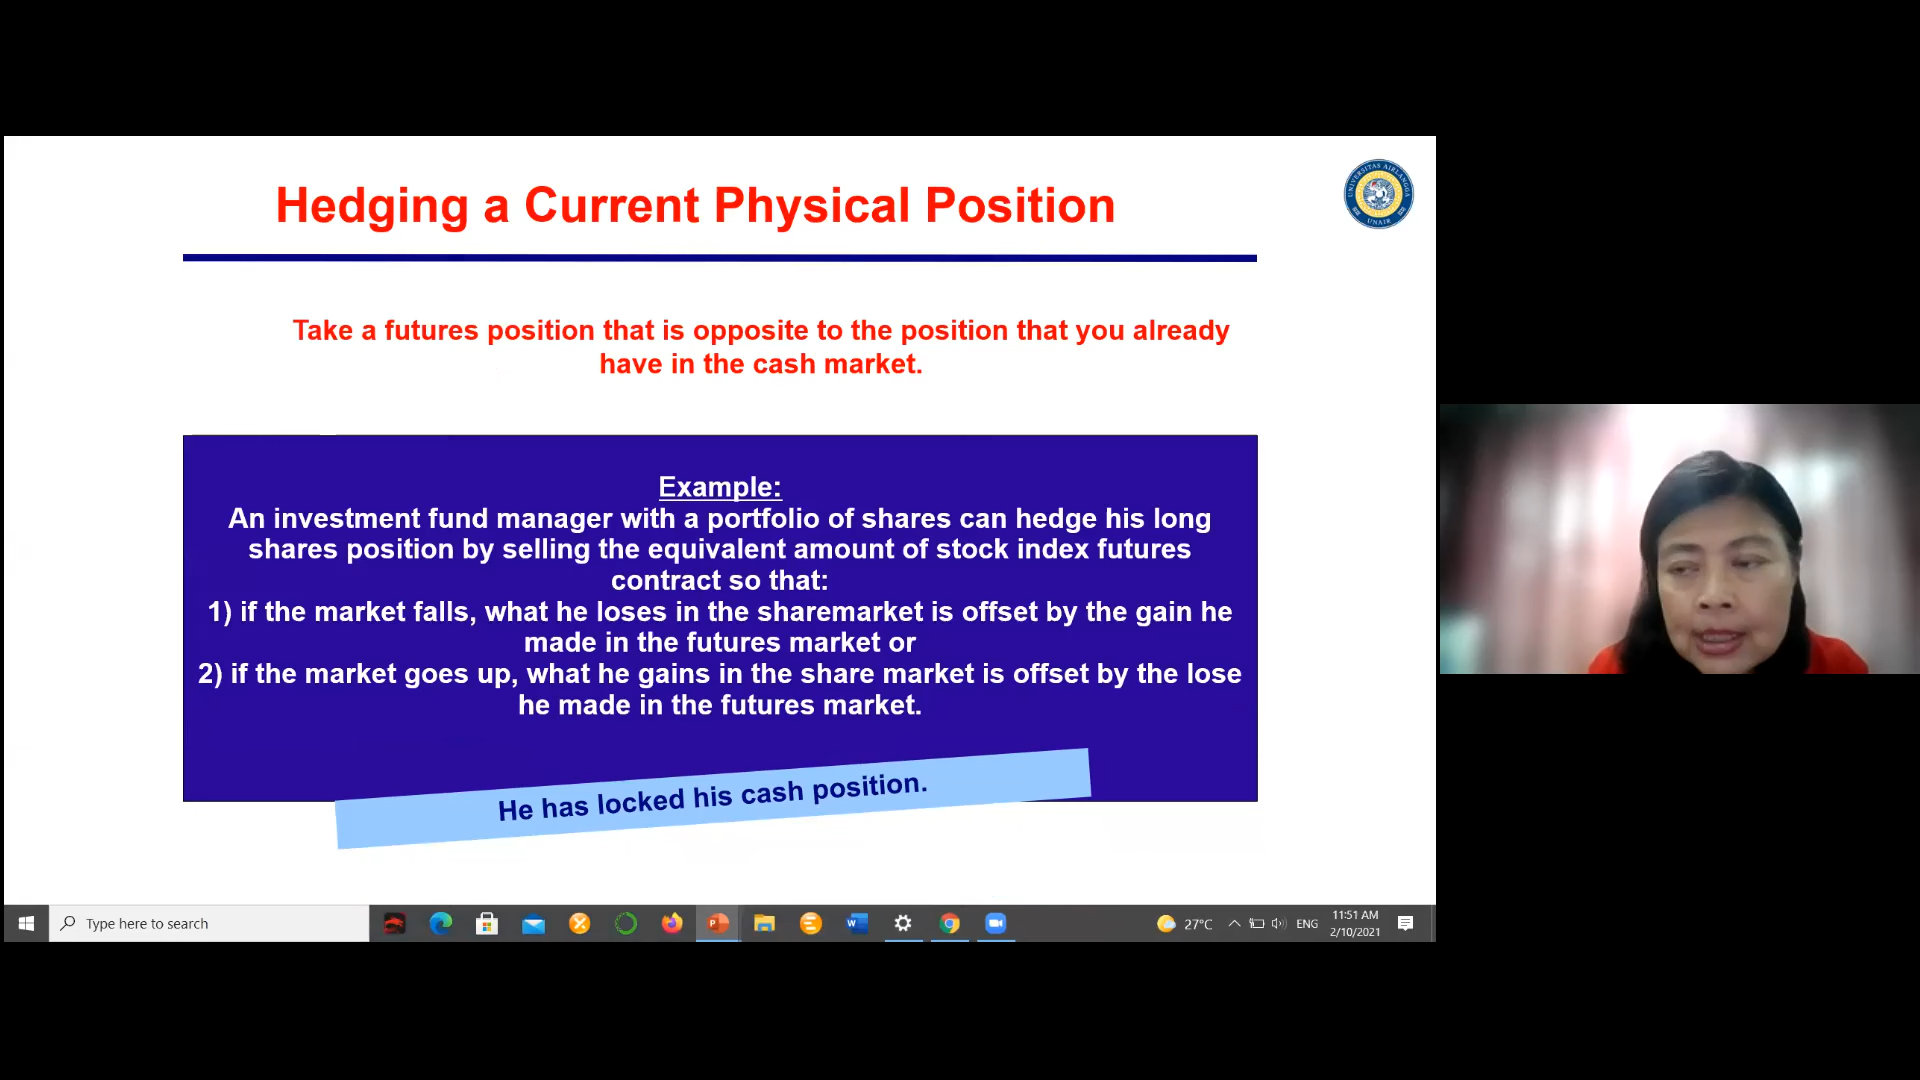 Hedging a Current Physical Position
UNIVERSITAS AIRLANGGA
UNAIR
Take a futures position that is opposite to the position that you already
have in the cash market.
Example:
An investment fund manager with a portfolio of shares can hedge his long
shares position by selling the equivalent amount of stock index futures
contract so that:
1) if the market falls, what he loses in the sharemarket is offset by the gain he
made in the futures market or
2) if the market goes up, what he gains in the share market is offset by the lose
he made in the futures market.
He has locked his cash position.
Type here to search
27°C
ENG
11:51 AM
2/10/2021